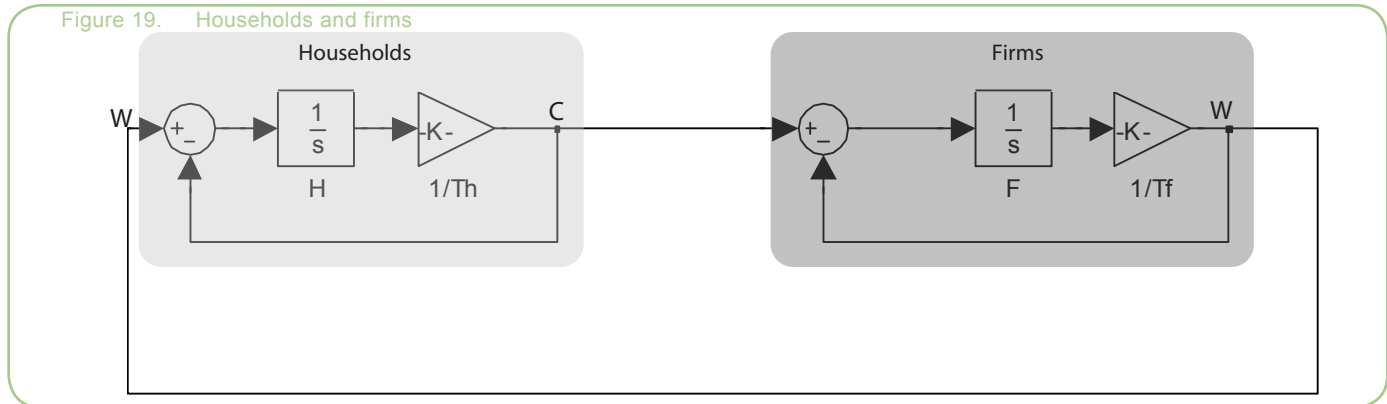 Figure 19. Households and firms
Households
Firms
W
+
−
1
s
H
-K-
1/Th
C
+
−
1
s
F
-K-
1/Tf
W